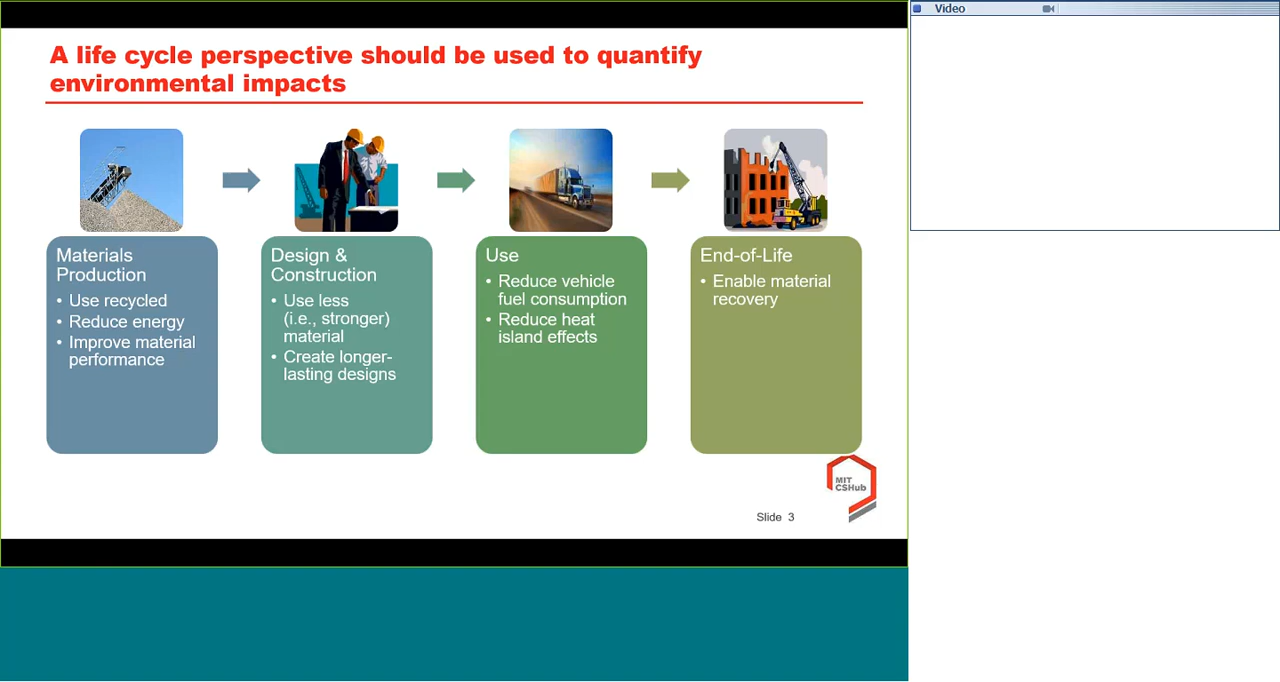 Video
A life cycle perspective should be used to quantify
environmental impacts
Materials
Production
• Use recycled
• Reduce energy
• Improve material
performance
Design &
Construction
• Use less
(i.e., stronger)
material
• Create longer-
lasting designs
Use
• Reduce vehicle
fuel consumption
• Reduce heat
island effects
End-of-Life
• Enable material
recovery
MIT
CSHub
Slide 3